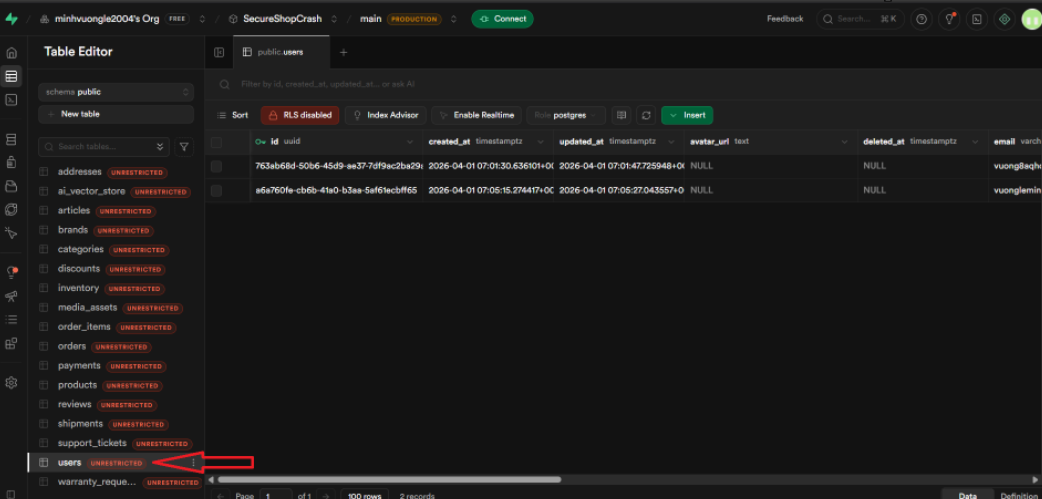 minhvuongle2004's Org FREE / SecureShopCrash / main PRODUCTION Connect Feedback Search... ⌘K
Table Editor
public.users
schema public
Filter by id, created_at, updated_at... or ask AI
New table
Sort RLS disabled Index Advisor Enable Realtime Role postgres Insert
Search tables...
id uuid created_at timestamptz updated_at timestamptz avatar_url text deleted_at timestamptz email varch
763ab68d-50b6-45d9-ae37-7df9ac2ba29 2026-04-01 07:01:30.636101+00 2026-04-01 07:01:47.725948+00 NULL NULL vuong8aqh
a6a760fe-cb6b-41a0-b3aa-5af61ecbff65 2026-04-01 07:05:15.274417+00 2026-04-01 07:05:27.043557+00 NULL NULL vuonglemin
addresses UNRESTRICTED
ai_vector_store UNRESTRICTED
articles UNRESTRICTED
brands UNRESTRICTED
categories UNRESTRICTED
discounts UNRESTRICTED
inventory UNRESTRICTED
media_assets UNRESTRICTED
order_items UNRESTRICTED
orders UNRESTRICTED
payments UNRESTRICTED
products UNRESTRICTED
reviews UNRESTRICTED
shipments UNRESTRICTED
support_tickets UNRESTRICTED
users UNRESTRICTED
warranty_reque... UNRESTRICTED
Page 1 of 1 100 rows 2 records Data Definition